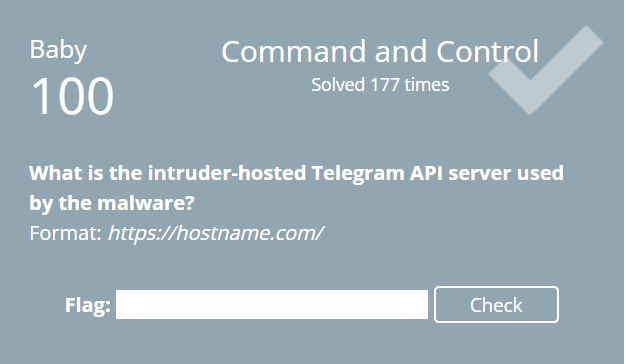 Baby
100
Command and Control
Solved 177 times
What is the intruder-hosted Telegram API server used
by the malware?
Format: https://hostname.com/
Flag:
Check